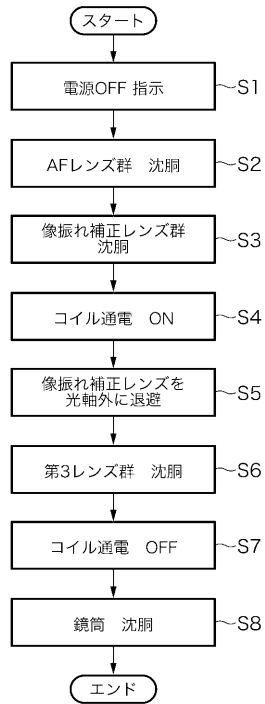 スタート
電源OFF 指示
S1
AFレンズ群　沈胴
S2
像振れ補正レンズ群
沈胴
S3
コイル通電　ON
S4
像振れ補正レンズを
光軸外に退避
S5
第3レンズ群　沈胴
S6
コイル通電　OFF
S7
鏡筒　沈胴
S8
エンド